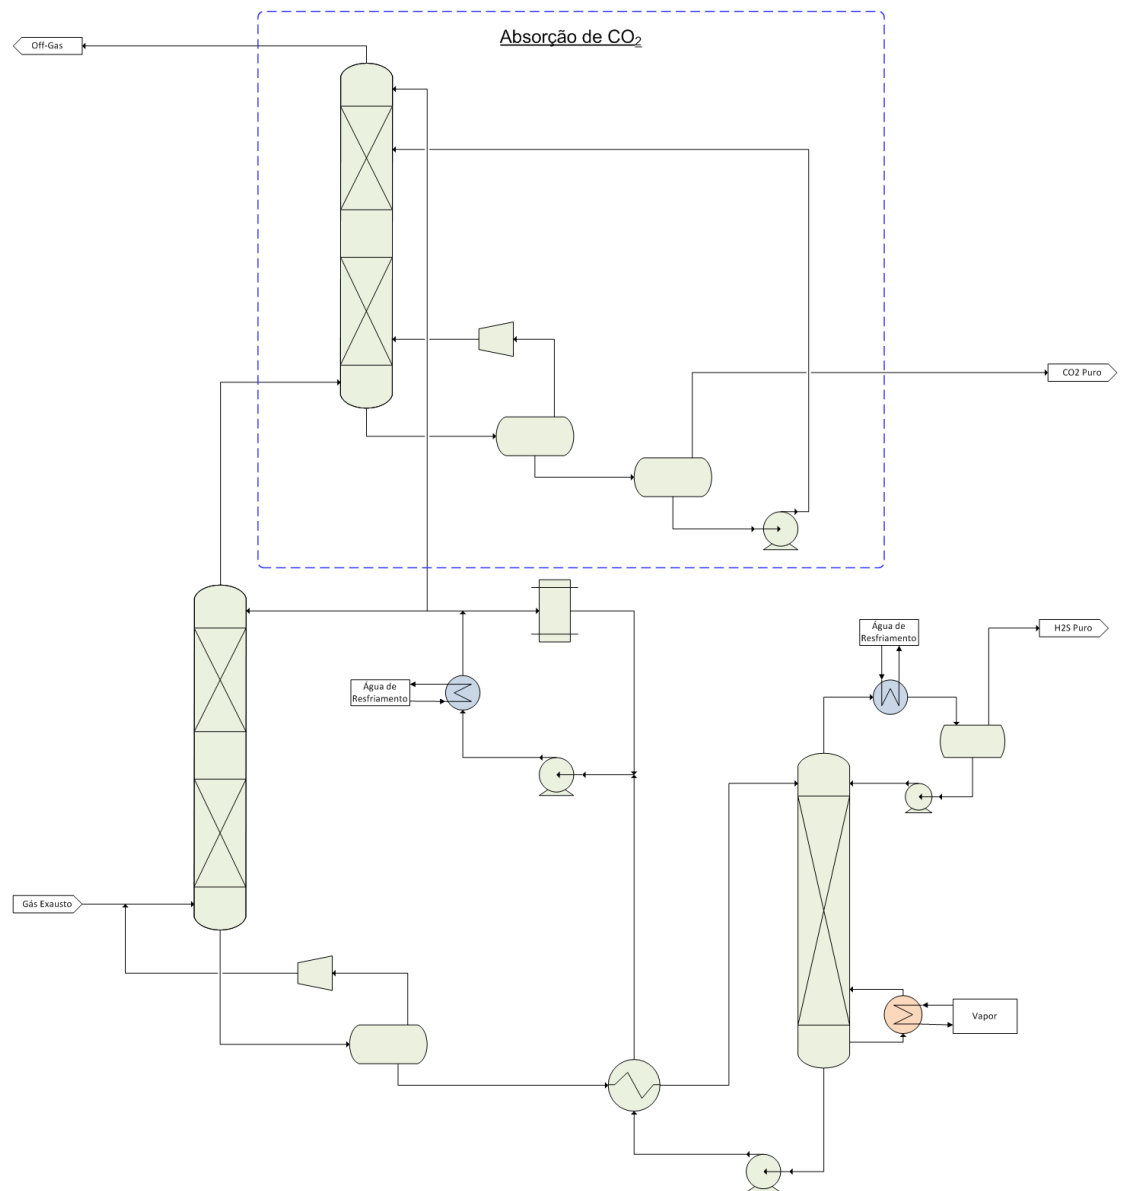 Absorção de CO₂
Off-Gas
CO2 Puro
Água de
Resfriamento
H2S Puro
Água de
Resfriamento
Gás Exausto
Vapor